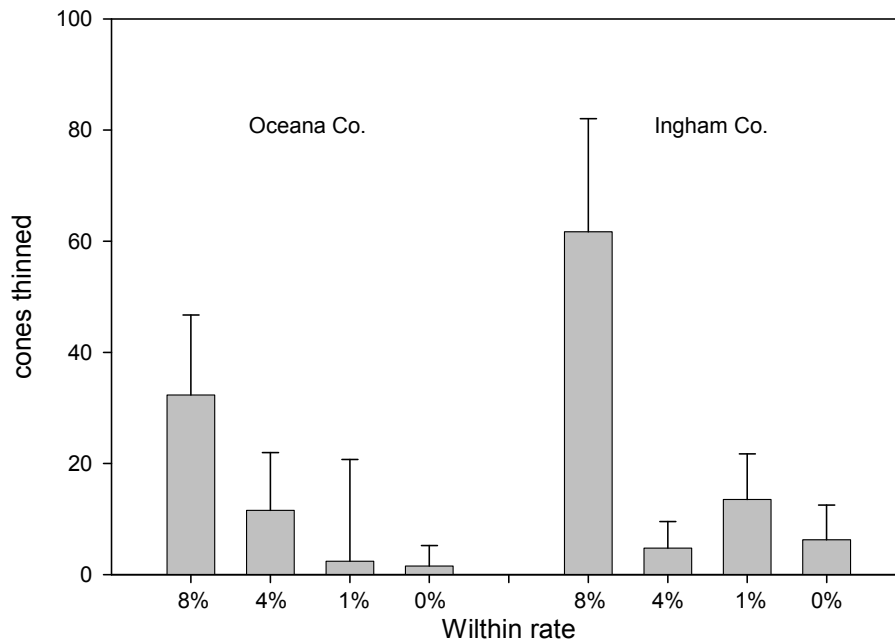 100
80
60
40
20
0
cones thinned
Oceana Co.
Ingham Co.
8% 4% 1% 0% 8% 4% 1% 0%
Wilthin rate